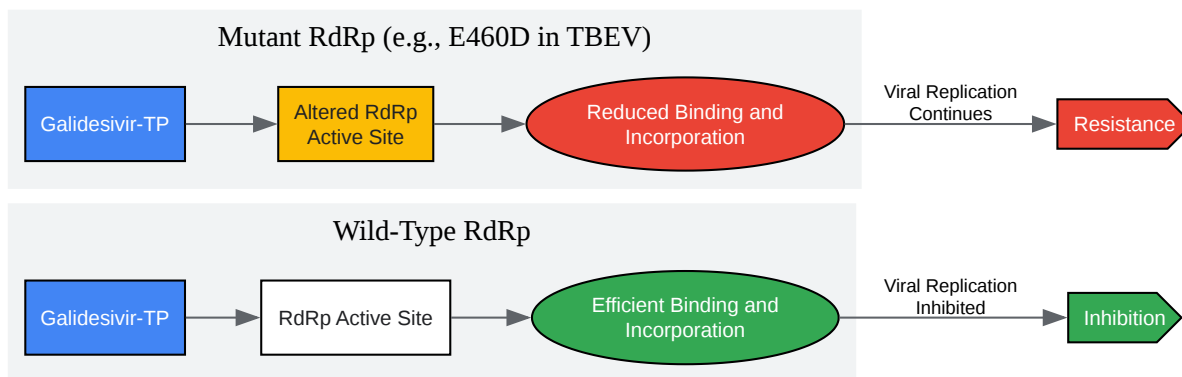 Mutant RdRp (e.g., E460D in TBEV)
Galidesivir-TP
Altered RdRp
Active Site
Reduced Binding and
Incorporation
Viral Replication
Continues
Resistance
Wild-Type RdRp
Galidesivir-TP
RdRp Active Site
Efficient Binding and
Incorporation
Viral Replication
Inhibited
Inhibition